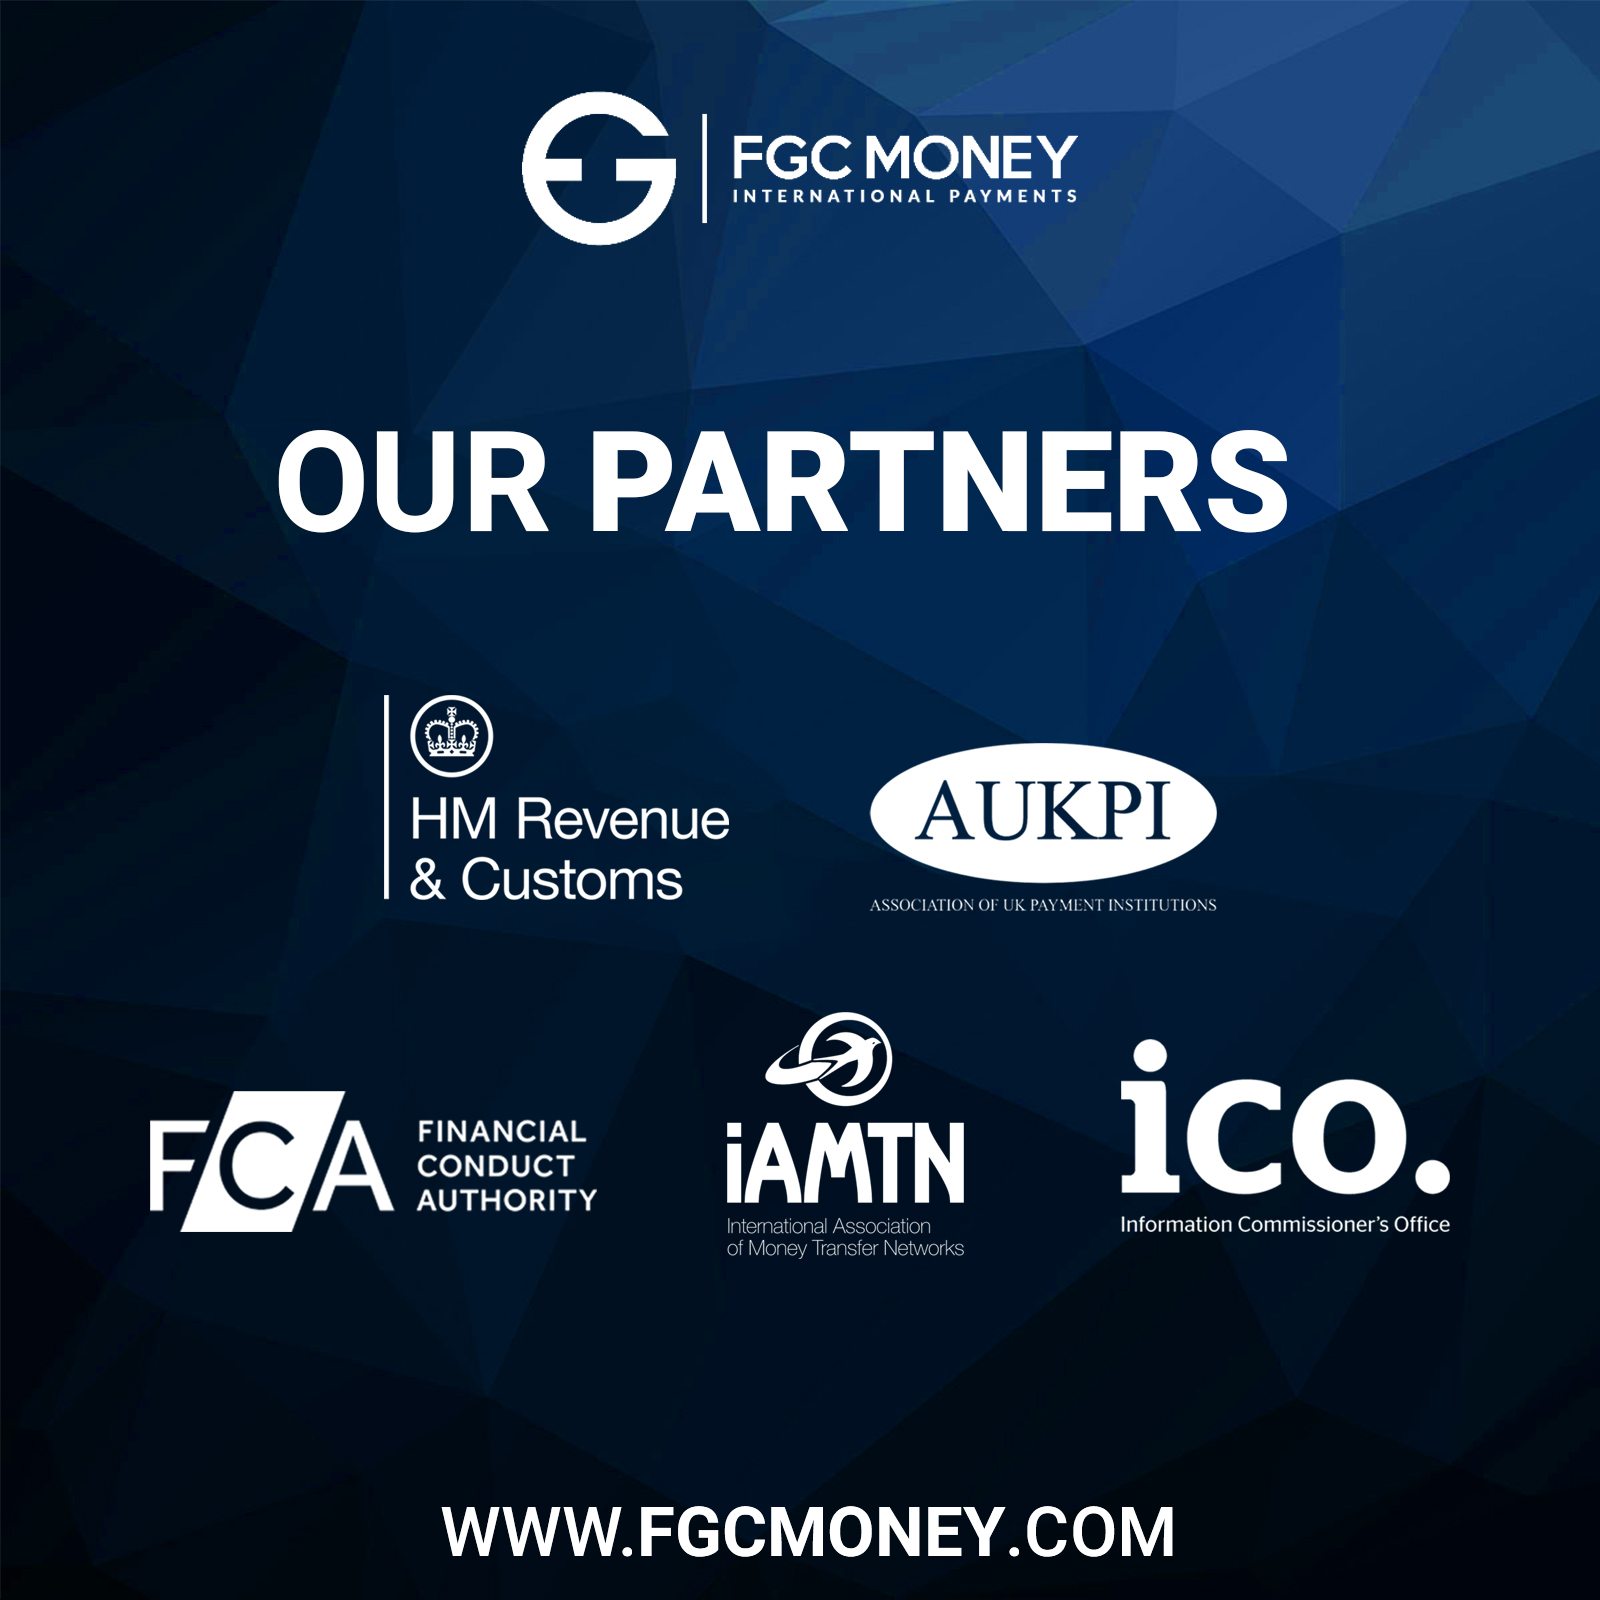 FGC MONEY
INTERNATIONAL PAYMENTS
OUR PARTNERS
HM Revenue
& Customs
AUKPI
ASSOCIATION OF UK PAYMENT INSTITUTIONS
FCA
FINANCIAL
CONDUCT
AUTHORITY
iAMTN
International Association
of Money Transfer Networks
ico.
Information Commissioner's Office
WWW.FGCMONEY.COM